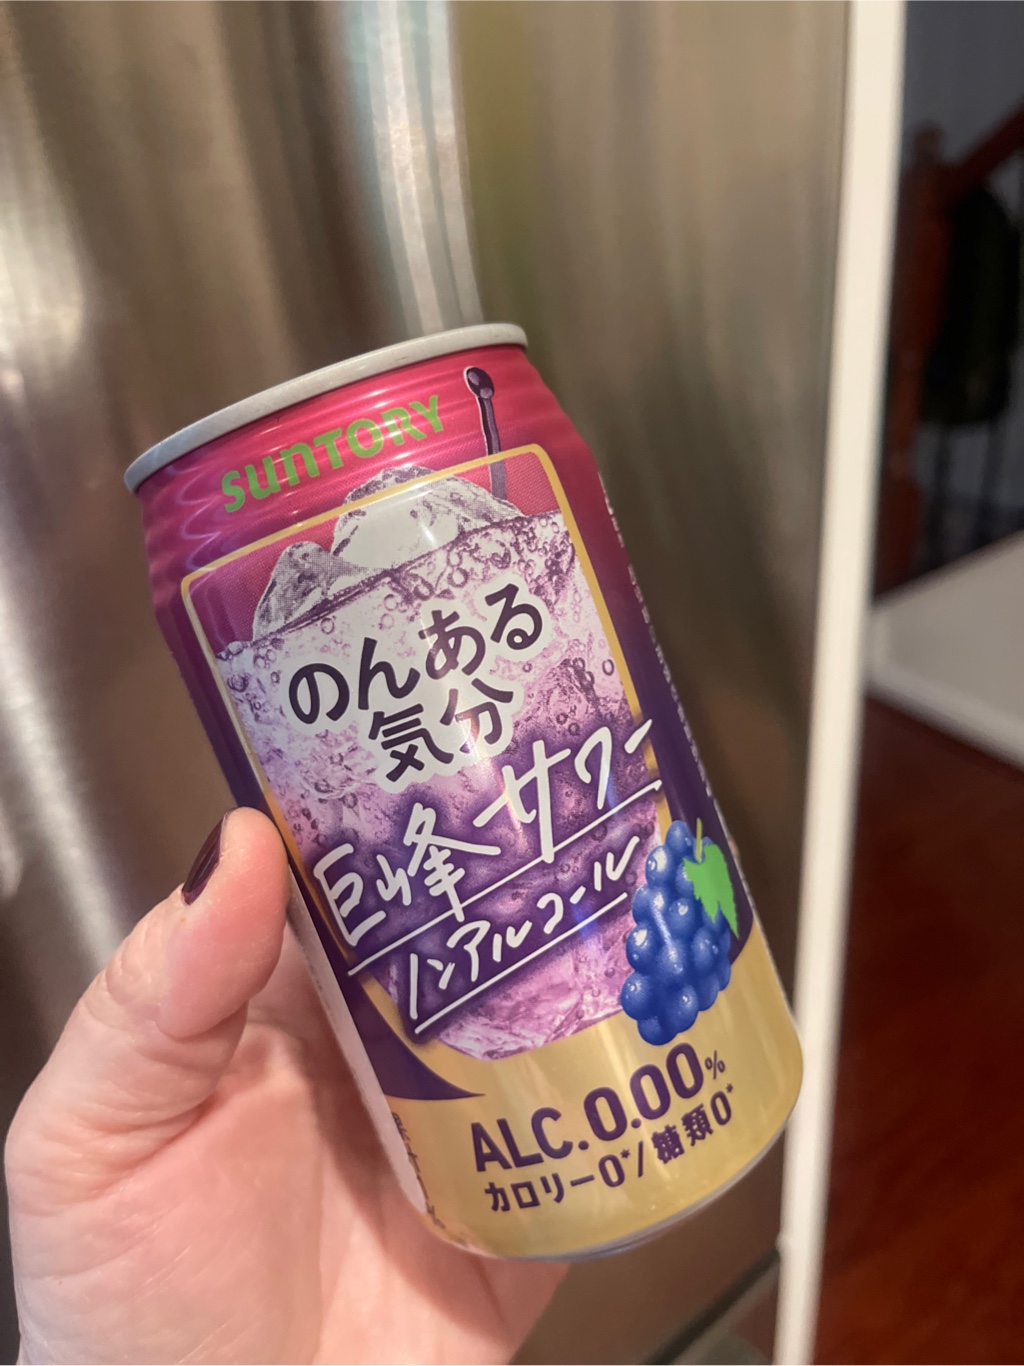 SUNTORY
のんある
気分
巨峰サワー
ノンアルコール
ALC.0.00%
カロリー0*/糖類0*